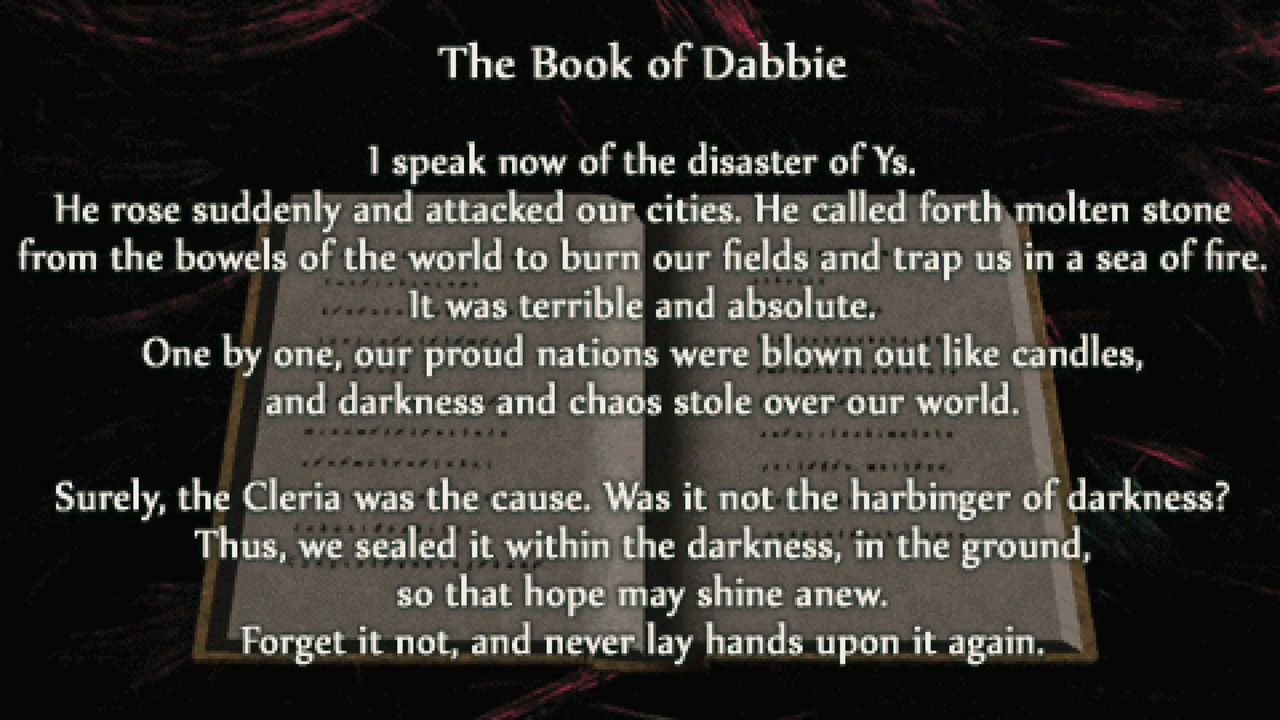 The Book of Dabbie
I speak now of the disaster of Ys.
He rose suddenly and attacked our cities. He called forth molten stone
from the bowels of the world to burn our fields and trap us in a sea of fire.
It was terrible and absolute.
One by one, our proud nations were blown out like candles,
and darkness and chaos stole over our world.
Surely, the Cleria was the cause. Was it not the harbinger of darkness?
Thus, we sealed it within the darkness, in the ground,
so that hope may shine anew.
Forget it not, and never lay hands upon it again.